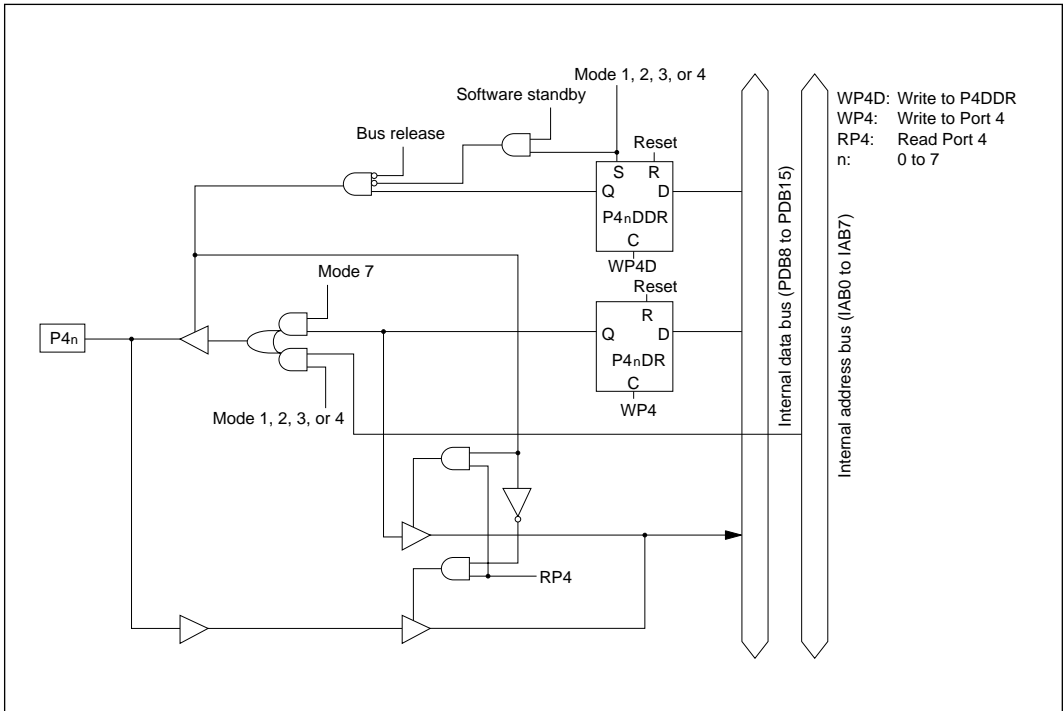 Mode 1, 2, 3, or 4
Software standby
Bus release
Reset
S R
Q D
P4nDDR
C
WP4D
Mode 7
Reset
R
Q D
P4nDR
C
WP4
P4n
Mode 1, 2, 3, or 4
RP4
Internal data bus (PDB8 to PDB15)
Internal address bus (IAB0 to IAB7)
WP4D: Write to P4DDR
WP4: Write to Port 4
RP4: Read Port 4
n: 0 to 7